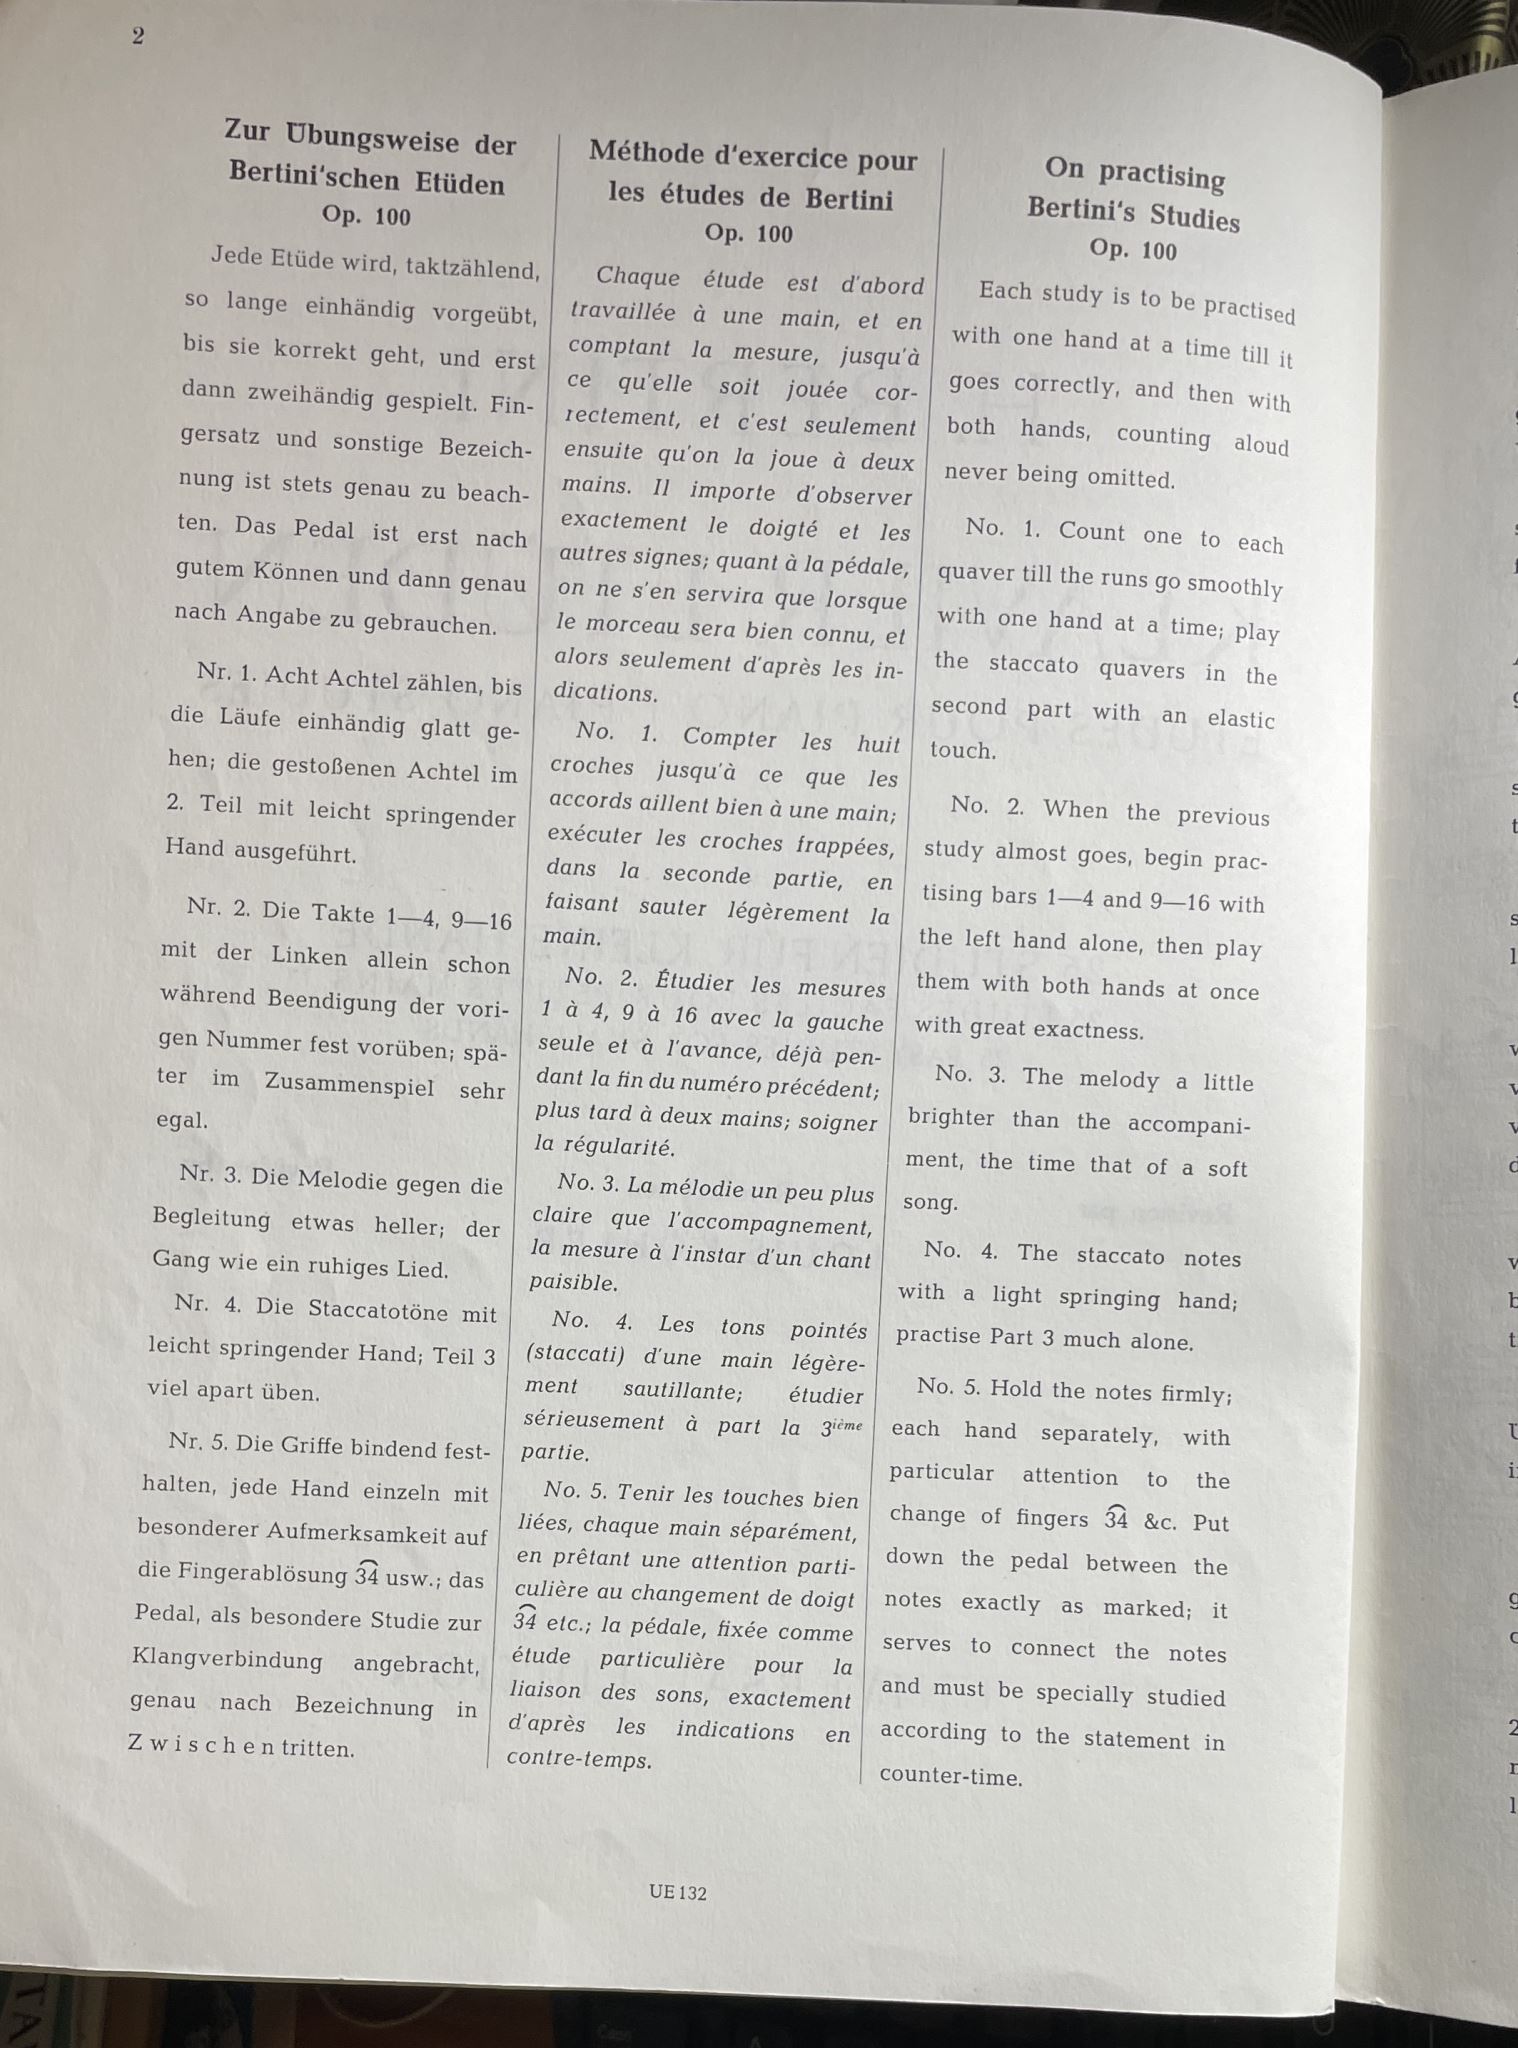 2
Zur Übungsweise der
Bertini'schen Etüden
Op. 100
Jede Etüde wird, taktzählend,
so lange einhändig vorgeübt,
bis sie korrekt geht, und erst
dann zweihändig gespielt. Fin-
gersatz und sonstige Bezeich-
nung ist stets genau zu beach-
ten. Das Pedal ist erst nach
gutem Können und dann genau
nach Angabe zu gebrauchen.
Nr. 1. Acht Achtel zählen, bis
die Läufe einhändig glatt ge-
hen; die gestoßenen Achtel im
2. Teil mit leicht springender
Hand ausgeführt.
Nr. 2. Die Takte 1—4, 9—16
mit der Linken allein schon
während Beendigung der vori-
gen Nummer fest vorüben; spä-
ter im Zusammenspiel sehr
egal.
Nr. 3. Die Melodie gegen die
Begleitung etwas heller; der
Gang wie ein ruhiges Lied.
Nr. 4. Die Staccatotöne mit
leicht springender Hand; Teil 3
viel apart üben.
Nr. 5. Die Griffe bindend fest-
halten, jede Hand einzeln mit
besonderer Aufmerksamkeit auf
die Fingerablösung 34 usw.; das
Pedal, als besondere Studie zur
Klangverbindung angebracht,
genau nach Bezeichnung in
Zwischentritten.
Méthode d'exercice pour
les études de Bertini
Op. 100
Chaque étude est d'abord
travaillée à une main, et en
comptant la mesure, jusqu'à
ce qu'elle soit jouée cor-
rectement, et c'est seulement
ensuite qu'on la joue à deux
mains. Il importe d'observer
exactement le doigté et les
autres signes; quant à la pédale,
on ne s'en servira que lorsque
le morceau sera bien connu, et
alors seulement d'après les in-
dications.
No. 1. Compter les huit
croches jusqu'à ce que les
accords aillent bien à une main;
exécuter les croches frappées,
dans la seconde partie, en
faisant sauter légèrement la
main.
No. 2. Étudier les mesures
1 à 4, 9 à 16 avec la gauche
seule et à l'avance, déjà pen-
dant la fin du numéro précédent;
plus tard à deux mains; soigner
la régularité.
No. 3. La mélodie un peu plus
claire que l'accompagnement,
la mesure à l'instar d'un chant
paisible.
No. 4. Les tons pointés
(staccati) d'une main légère-
ment sautillante; étudier
sérieusement à part la 3ième
partie.
No. 5. Tenir les touches bien
liées, chaque main séparément,
en prêtant une attention parti-
culière au changement de doigt
34 etc.; la pédale, fixée comme
étude particulière pour la
liaison des sons, exactement
d'après les indications en
contre-temps.
On practising
Bertini's Studies
Op. 100
Each study is to be practised
with one hand at a time till it
goes correctly, and then with
both hands, counting aloud
never being omitted.
No. 1. Count one to each
quaver till the runs go smoothly
with one hand at a time; play
the staccato quavers in the
second part with an elastic
touch.
No. 2. When the previous
study almost goes, begin prac-
tising bars 1—4 and 9—16 with
the left hand alone, then play
them with both hands at once
with great exactness.
No. 3. The melody a little
brighter than the accompani-
ment, the time that of a soft
song.
No. 4. The staccato notes
with a light springing hand;
practise Part 3 much alone.
No. 5. Hold the notes firmly;
each hand separately, with
particular attention to the
change of fingers 34 &c. Put
down the pedal between the
notes exactly as marked; it
serves to connect the notes
and must be specially studied
according to the statement in
counter-time.
UE 132